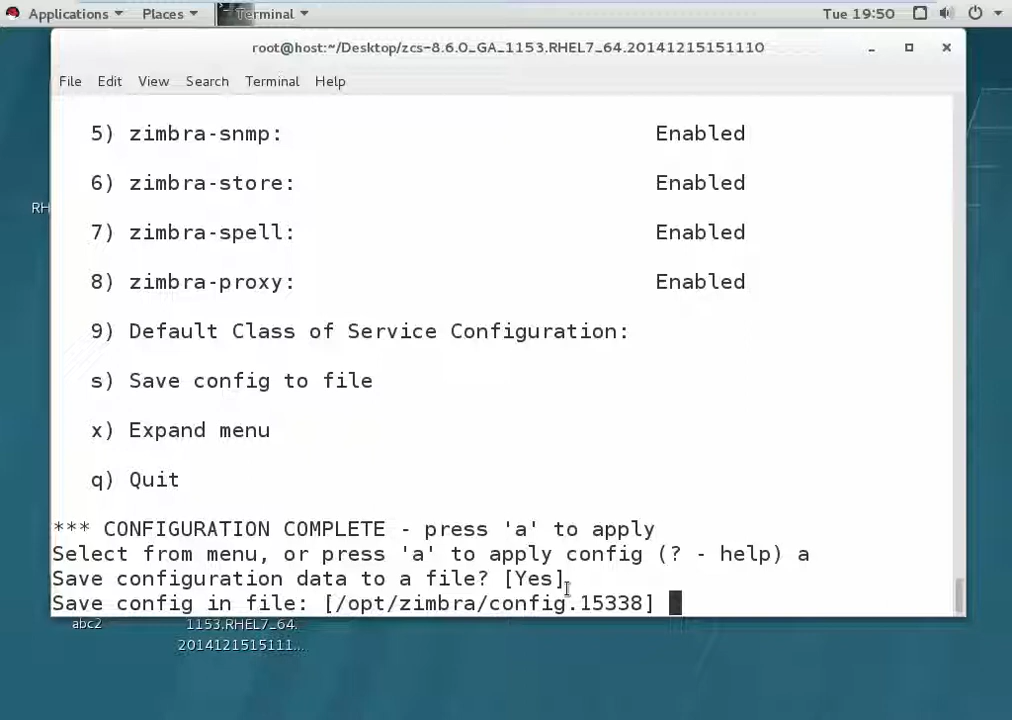 Applications Places Terminal Tue 19:50
root@host:~/Desktop/zcs-8.6.0_GA_1153.RHEL7_64.20141215151110
File Edit View Search Terminal Help
5) zimbra-snmp: Enabled
6) zimbra-store: Enabled
RH
7) zimbra-spell: Enabled
8) zimbra-proxy: Enabled
9) Default Class of Service Configuration:
s) Save config to file
x) Expand menu
q) Quit
*** CONFIGURATION COMPLETE - press 'a' to apply
Select from menu, or press 'a' to apply config (? - help) a
Save configuration data to a file? [Yes]
Save config in file: [/opt/zimbra/config.15338]
abc2
1153.RHEL7_64.
2014121515111...